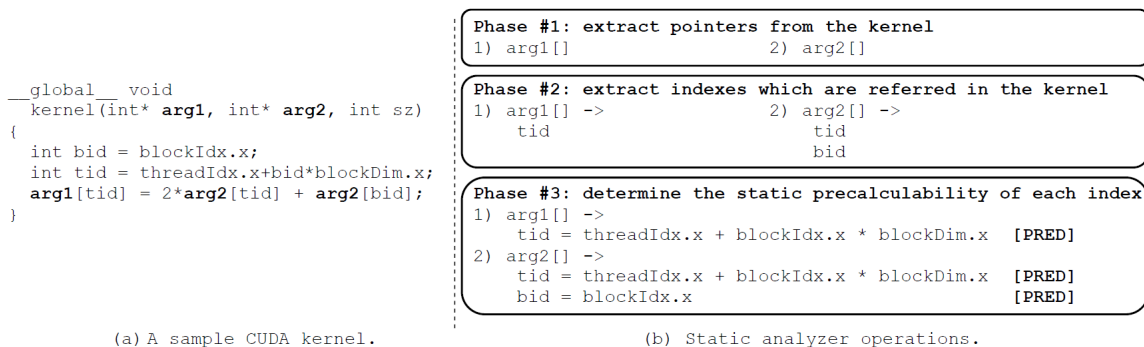 __global__ void
kernel(int* arg1, int* arg2, int sz)
{
int bid = blockIdx.x;
int tid = threadIdx.x+bid*blockDim.x;
arg1[tid] = 2*arg2[tid] + arg2[bid];
}
(a) A sample CUDA kernel.
Phase #1: extract pointers from the kernel
1) arg1[] 2) arg2[]
Phase #2: extract indexes which are referred in the kernel
1) arg1[] -> 2) arg2[] ->
tid tid
bid
Phase #3: determine the static precalculability of each index
1) arg1[] ->
tid = threadIdx.x + blockIdx.x * blockDim.x [PRED]
2) arg2[] ->
tid = threadIdx.x + blockIdx.x * blockDim.x [PRED]
bid = blockIdx.x [PRED]
(b) Static analyzer operations.